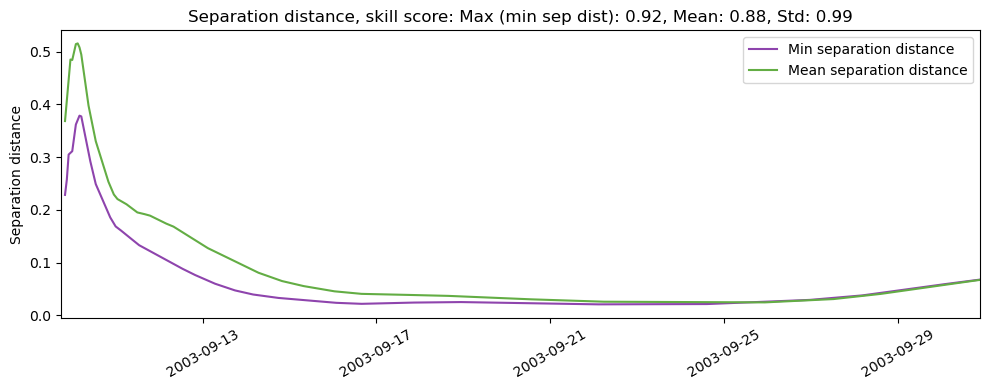 Separation distance, skill score: Max (min sep dist): 0.92, Mean: 0.88, Std: 0.99
Min separation distance
Mean separation distance
Separation distance
0.5
0.4
0.3
0.2
0.1
0.0
2003-09-13
2003-09-17
2003-09-21
2003-09-25
2003-09-29